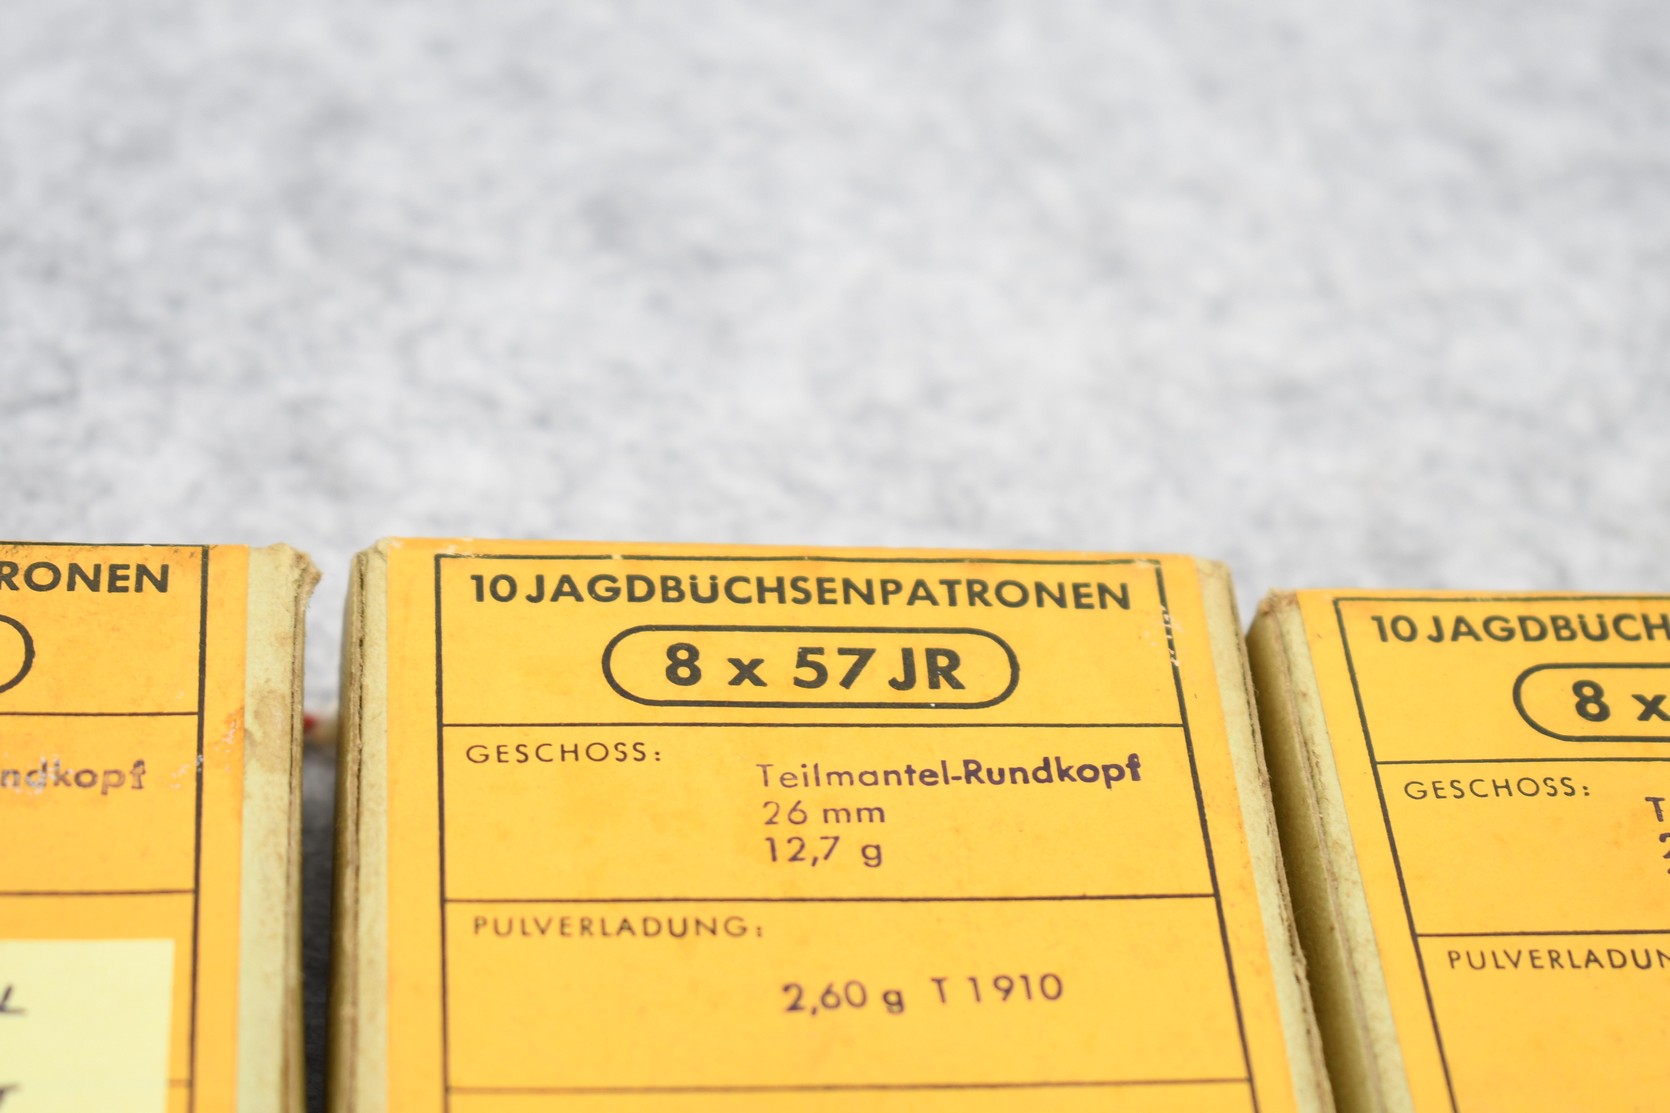 RONEN
ndkopf
10 JAGDBÜCHSENPATRONEN
8 x 57 JR
GESCHOSS:
Teilmantel-Rundkopf
26 mm
12,7 g
PULVERLADUNG:
2,60 g T 1910
10 JAGDBÜCH
8 x
GESCHOSS:
PULVERLADUN